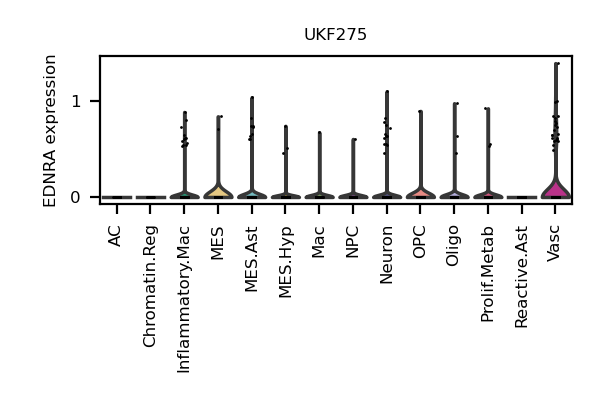 UKF275
EDNRA expression
1
0
AC
Chromatin.Reg
Inflammatory.Mac
MES
MES.Ast
MES.Hyp
Mac
NPC
Neuron
OPC
Oligo
Prolif.Metab
Reactive.Ast
Vasc